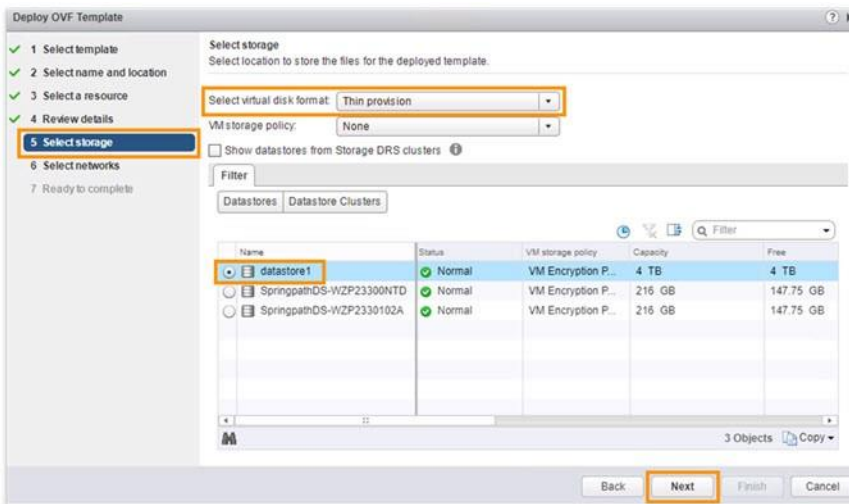 Deploy OVF Template
?
1 Select template
2 Select name and location
3 Select a resource
4 Review details
5 Select storage
6 Select networks
7 Ready to complete
Select storage
Select location to store the files for the deployed template.
Select virtual disk format: Thin provision
VM storage policy: None
Show datastores from Storage DRS clusters
Filter
Datastores Datastore Clusters
Filter
Name Status VM storage policy Capacity Free
datastore1 Normal VM Encryption P... 4 TB 4 TB
SpringpathDS-WZP23300NTD Normal VM Encryption P... 216 GB 147.75 GB
SpringpathDS-WZP2330102A Normal VM Encryption P... 216 GB 147.75 GB
3 Objects Copy
Back Next Finish Cancel